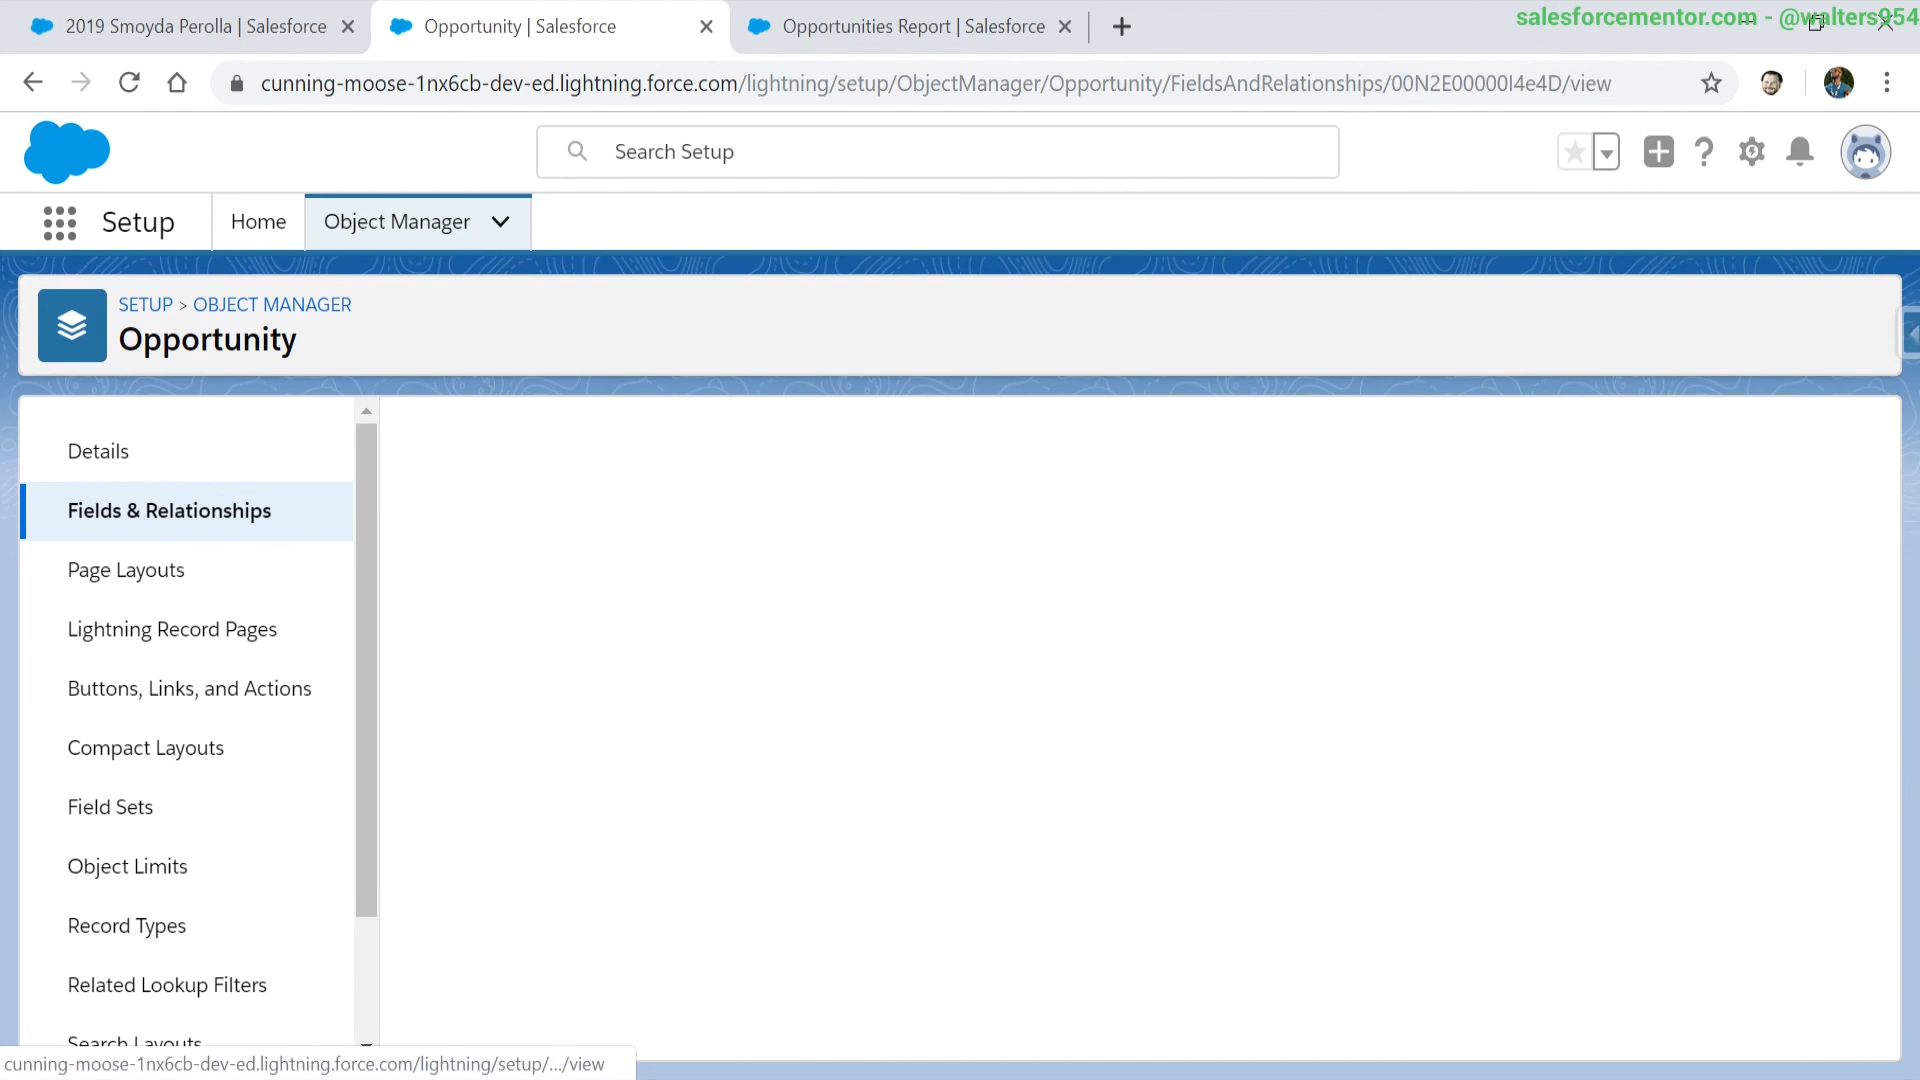 2019 Smoyda Perolla | Salesforce
Opportunity | Salesforce
Opportunities Report | Salesforce
salesforcementor.com - @walters954
cunning-moose-1nx6cb-dev-ed.lightning.force.com/lightning/setup/ObjectManager/Opportunity/FieldsAndRelationships/00N2E00000I4e4D/view
Search Setup
Setup
Home
Object Manager
SETUP > OBJECT MANAGER
Opportunity
Details
Fields & Relationships
Page Layouts
Lightning Record Pages
Buttons, Links, and Actions
Compact Layouts
Field Sets
Object Limits
Record Types
Related Lookup Filters
Search Layouts
cunning-moose-1nx6cb-dev-ed.lightning.force.com/lightning/setup/.../view